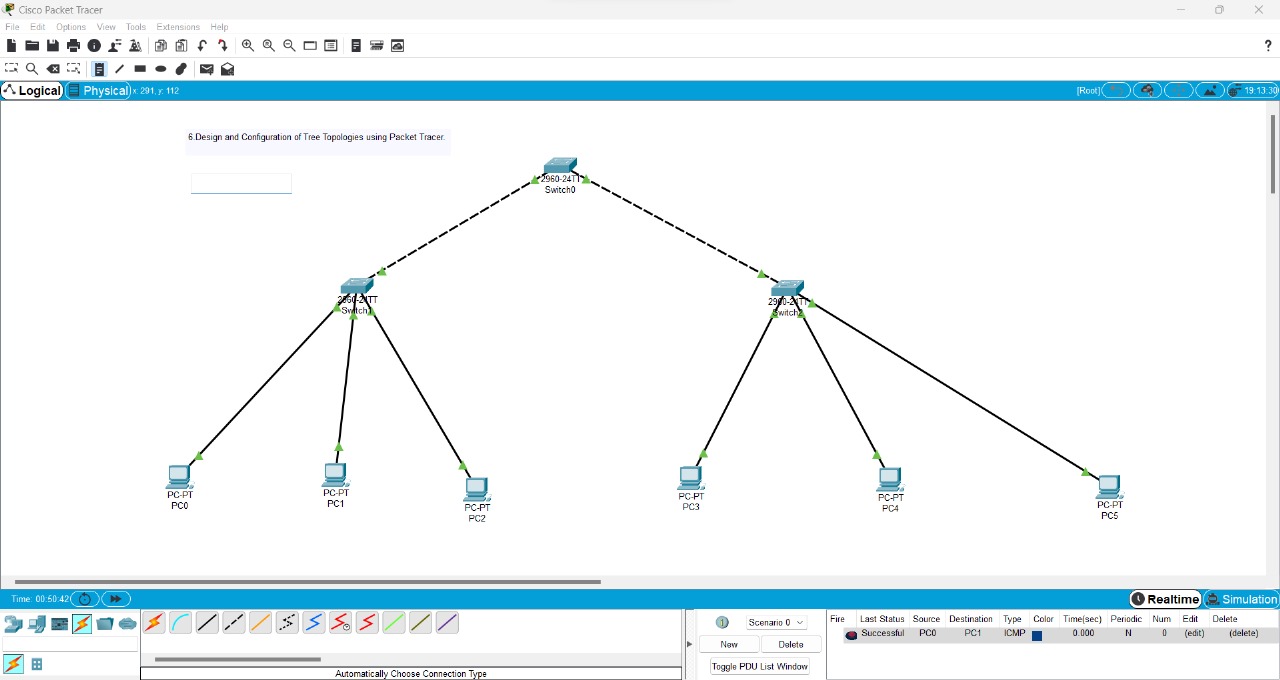 Cisco Packet Tracer
File Edit Options View Tools Extensions Help
?
Logical Physical x: 291, y: 112 [Root] 19:13:30
6.Design and Configuration of Tree Topologies using Packet Tracer.
2960-24TT
Switch0
2960-24TT
Switch1
2960-24TT
Switch2
PC-PT
PC0
PC-PT
PC1
PC-PT
PC2
PC-PT
PC3
PC-PT
PC4
PC-PT
PC5
Time: 00:50:42 Realtime Simulation
Scenario 0
New Delete
Toggle PDU List Window
Fire Last Status Source Destination Type Color Time(sec) Periodic Num Edit Delete
Successful PC0 PC1 ICMP 0.000 N 0 (edit) (delete)
Automatically Choose Connection Type